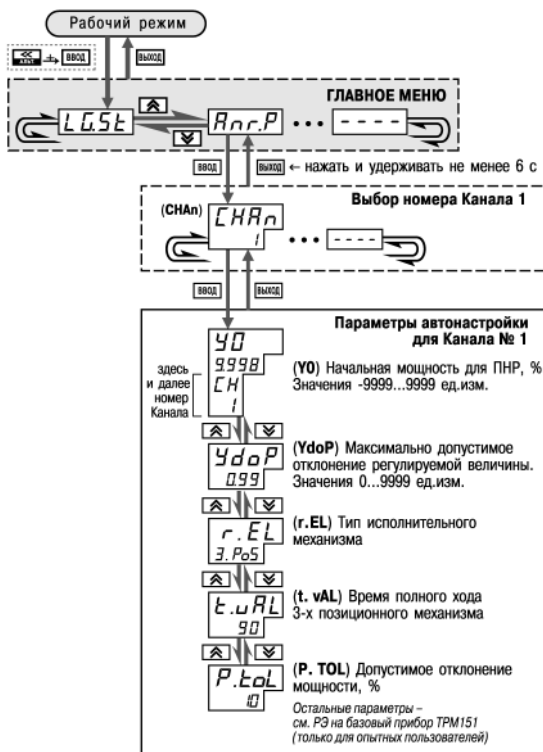 Рабочий режим
<< АЛЬТ + ВВОД ВЫХОД
ГЛАВНОЕ МЕНЮ
LG.St Anr.P ••• ----
ВВОД ВЫХОД ← нажать и удерживать не менее 6 с
Выбор номера Канала 1
(CHAn) CHAn
1 ••• ----
ВВОД ВЫХОД
Параметры автонастройки
для Канала № 1
Y0
9.998
CH
1
здесь
и далее
номер
Канала
(Y0) Начальная мощность для ПНР, %
Значения -9999...9999 ед.изм.
YdoP
0.99
(YdoP) Максимально допустимое
отклонение регулируемой величины.
Значения 0...9999 ед.изм.
r.EL
3.PoS
(r.EL) Тип исполнительного
механизма
t.vAL
90
(t. vAL) Время полного хода
3-х позиционного механизма
P.toL
10
(P. TOL) Допустимое отклонение
мощности, %
Остальные параметры –
см. РЭ на базовый прибор ТРМ151
(только для опытных пользователей)